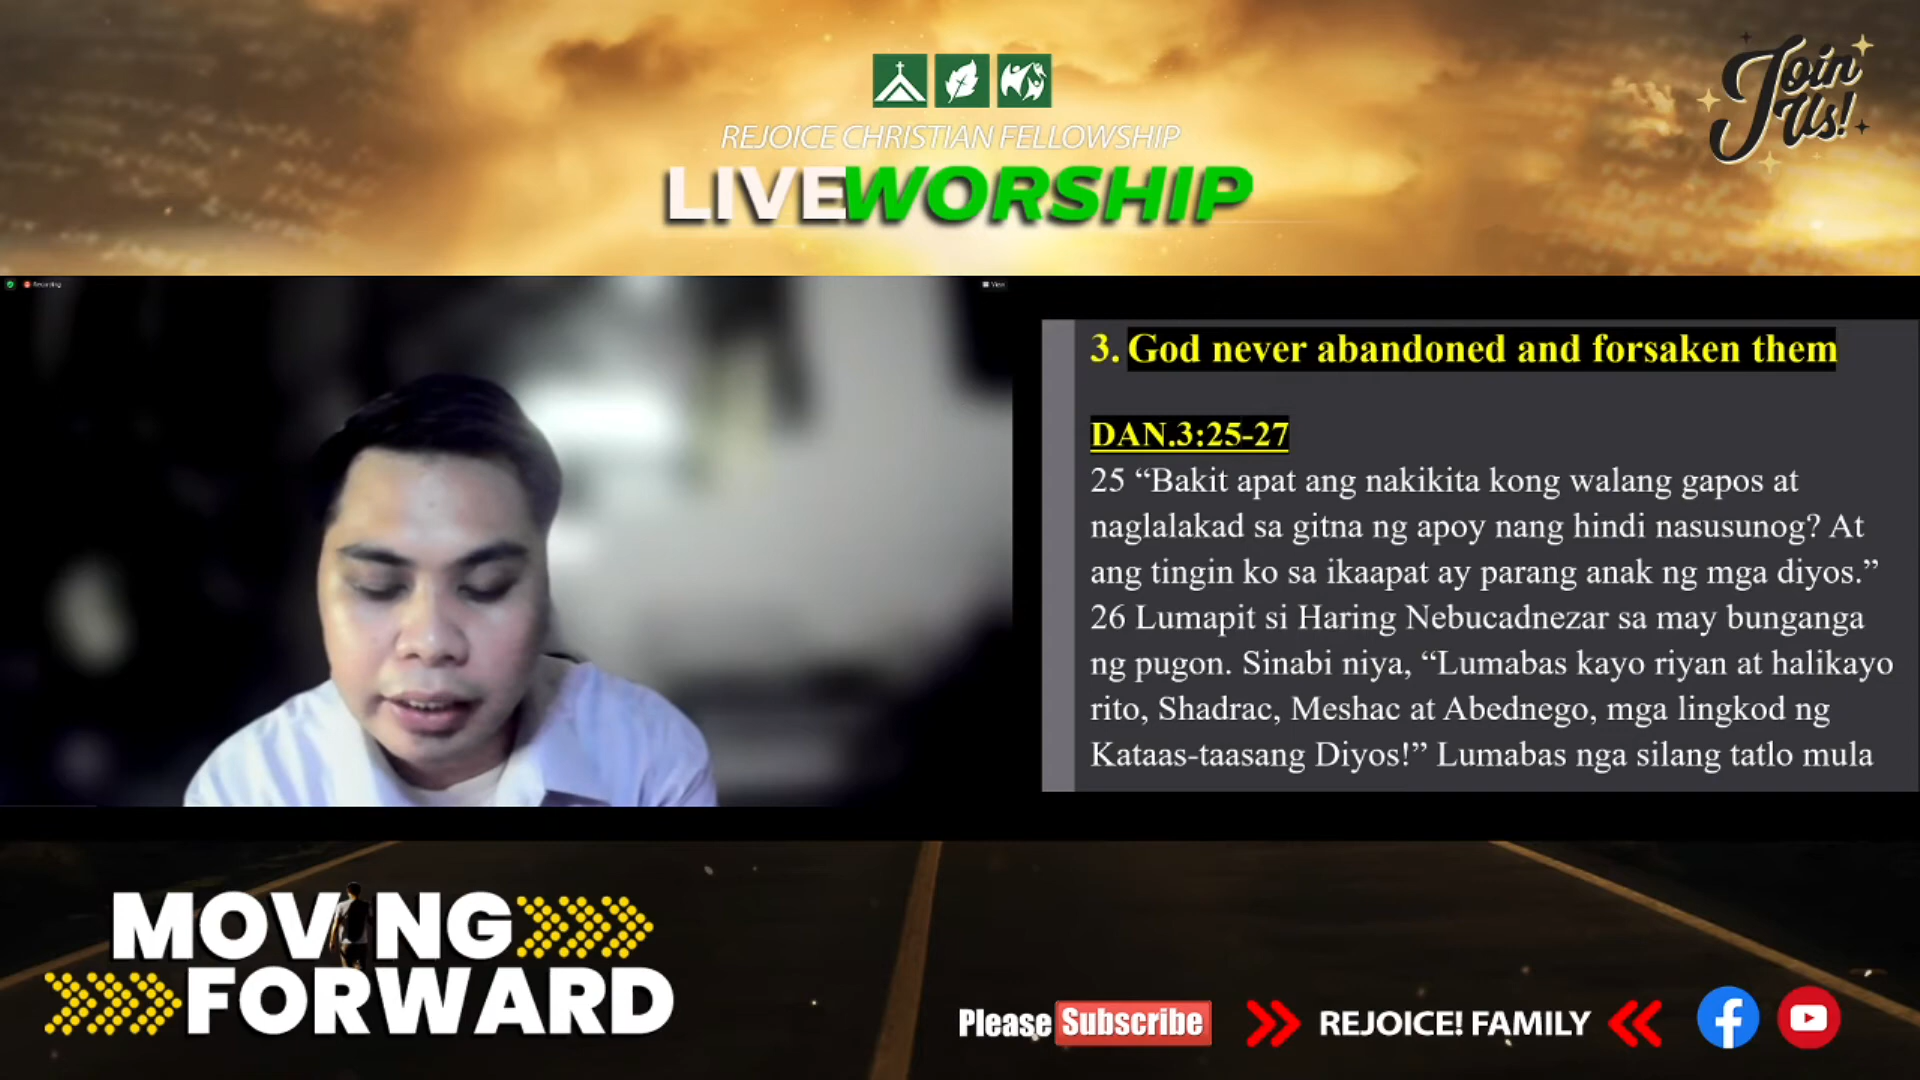 Join
Us!
REJOICE CHRISTIAN FELLOWSHIP
LIVEWORSHIP
Recording
View
3. God never abandoned and forsaken them
DAN.3:25-27
25 “Bakit apat ang nakikita kong walang gapos at
naglalakad sa gitna ng apoy nang hindi nasusunog? At
ang tingin ko sa ikaapat ay parang anak ng mga diyos.”
26 Lumapit si Haring Nebucadnezar sa may bunganga
ng pugon. Sinabi niya, “Lumabas kayo riyan at halikayo
rito, Shadrac, Meshac at Abednego, mga lingkod ng
Kataas-taasang Diyos!” Lumabas nga silang tatlo mula
MOVING
FORWARD
Please Subscribe
REJOICE! FAMILY